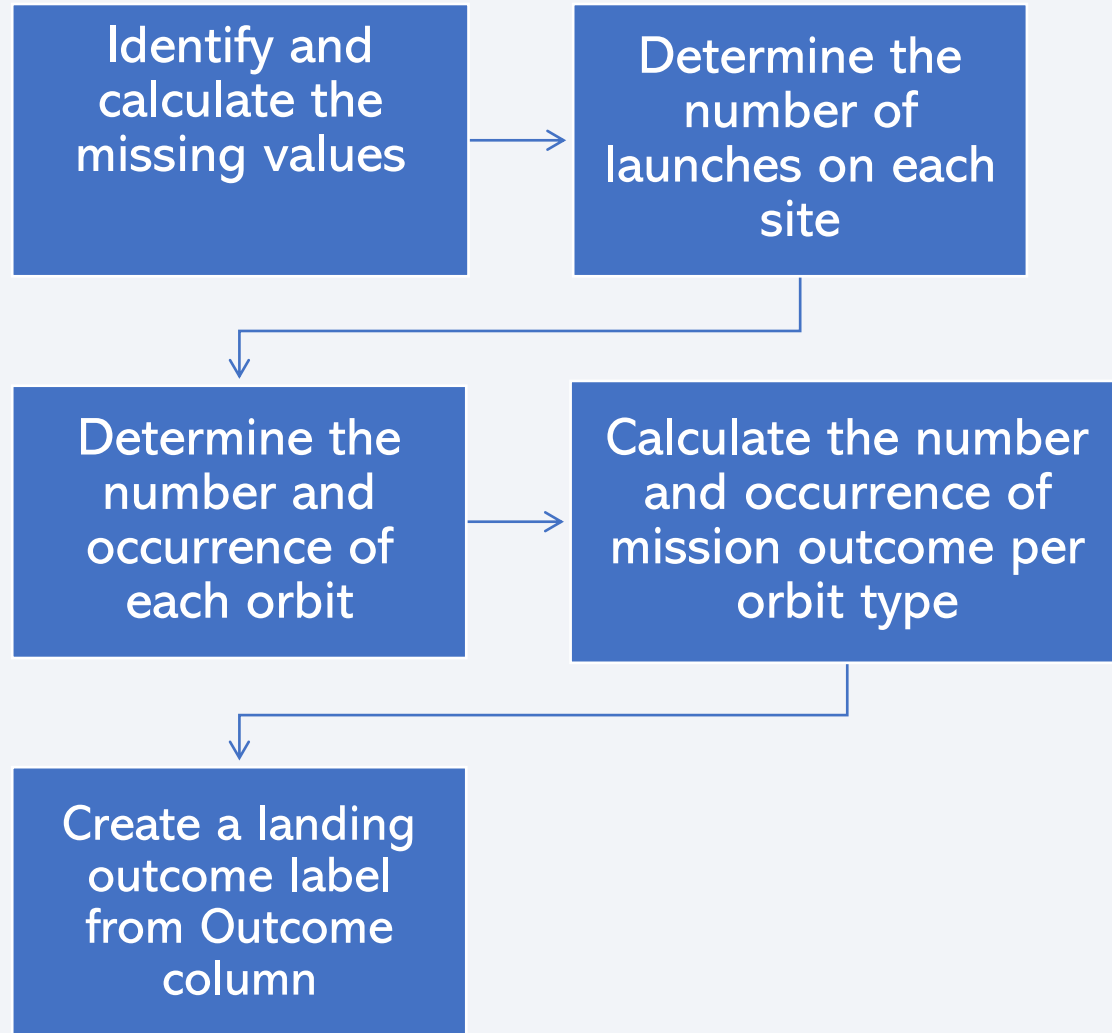 Identify and
calculate the
missing values
Determine the
number of
launches on each
site
Determine the
number and
occurrence of
each orbit
Calculate the number
and occurrence of
mission outcome per
orbit type
Create a landing
outcome label
from Outcome
column